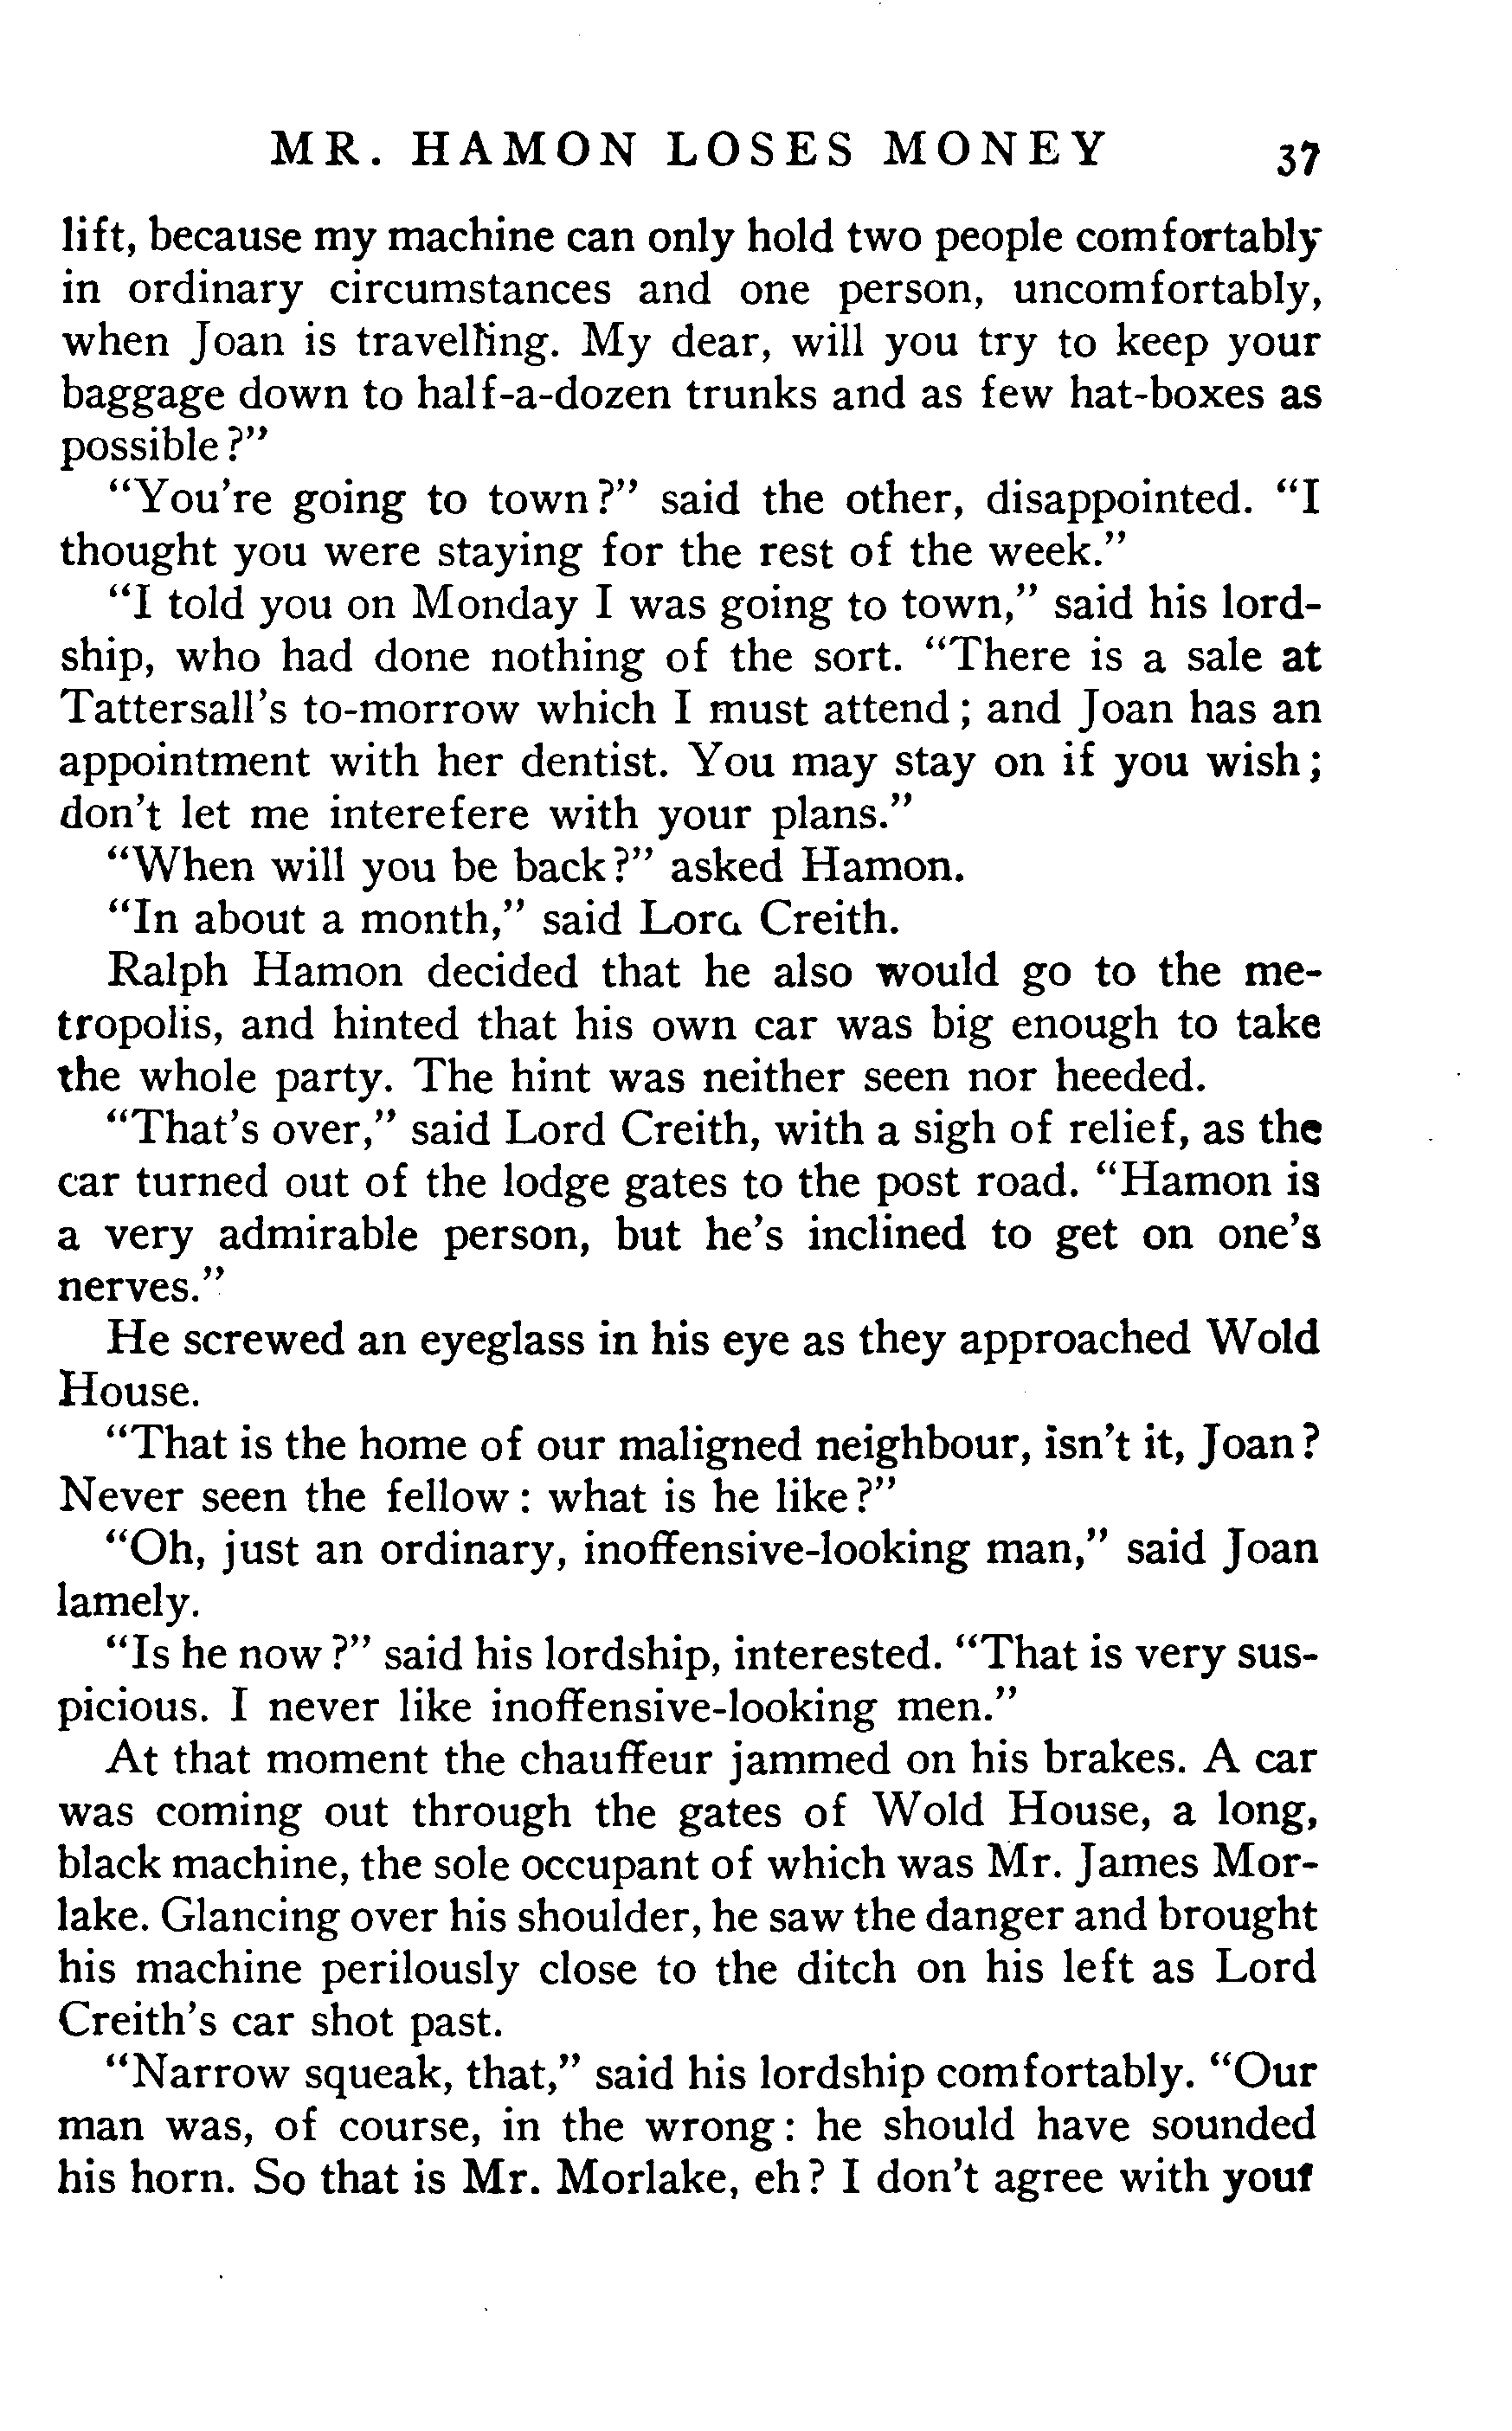 MR. HAMON LOSES MONEY 37
lift, because my machine can only hold two people comfortably
in ordinary circumstances and one person, uncomfortably,
when Joan is travelling. My dear, will you try to keep your
baggage down to half-a-dozen trunks and as few hat-boxes as
possible?"
"You're going to town?" said the other, disappointed. "I
thought you were staying for the rest of the week."
"I told you on Monday I was going to town," said his lord-
ship, who had done nothing of the sort. "There is a sale at
Tattersall's to-morrow which I must attend; and Joan has an
appointment with her dentist. You may stay on if you wish;
don't let me interefere with your plans."
"When will you be back?" asked Hamon.
"In about a month," said Lord Creith.
Ralph Hamon decided that he also would go to the me-
tropolis, and hinted that his own car was big enough to take
the whole party. The hint was neither seen nor heeded.
"That's over," said Lord Creith, with a sigh of relief, as the
car turned out of the lodge gates to the post road. "Hamon is
a very admirable person, but he's inclined to get on one's
nerves."
He screwed an eyeglass in his eye as they approached Wold
House.
"That is the home of our maligned neighbour, isn't it, Joan?
Never seen the fellow: what is he like?"
"Oh, just an ordinary, inoffensive-looking man," said Joan
lamely.
"Is he now?" said his lordship, interested. "That is very sus-
picious. I never like inoffensive-looking men."
At that moment the chauffeur jammed on his brakes. A car
was coming out through the gates of Wold House, a long,
black machine, the sole occupant of which was Mr. James Mor-
lake. Glancing over his shoulder, he saw the danger and brought
his machine perilously close to the ditch on his left as Lord
Creith's car shot past.
"Narrow squeak, that," said his lordship comfortably. "Our
man was, of course, in the wrong: he should have sounded
his horn. So that is Mr. Morlake, eh? I don't agree with your